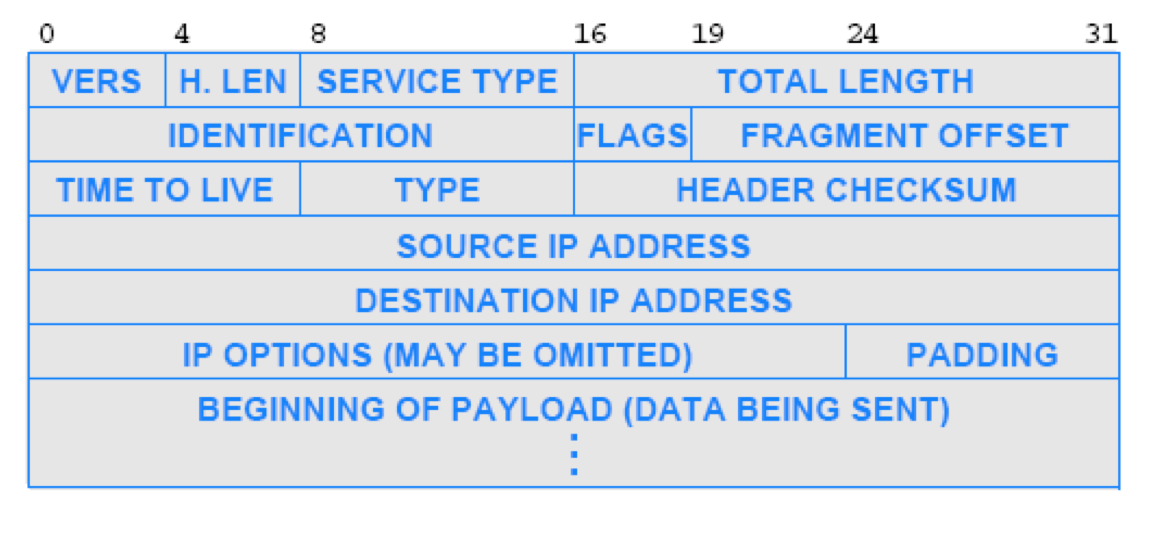 0 4 8 16 19 24 31
VERS H. LEN SERVICE TYPE TOTAL LENGTH
IDENTIFICATION FLAGS FRAGMENT OFFSET
TIME TO LIVE TYPE HEADER CHECKSUM
SOURCE IP ADDRESS
DESTINATION IP ADDRESS
IP OPTIONS (MAY BE OMITTED) PADDING
BEGINNING OF PAYLOAD (DATA BEING SENT)
⋮